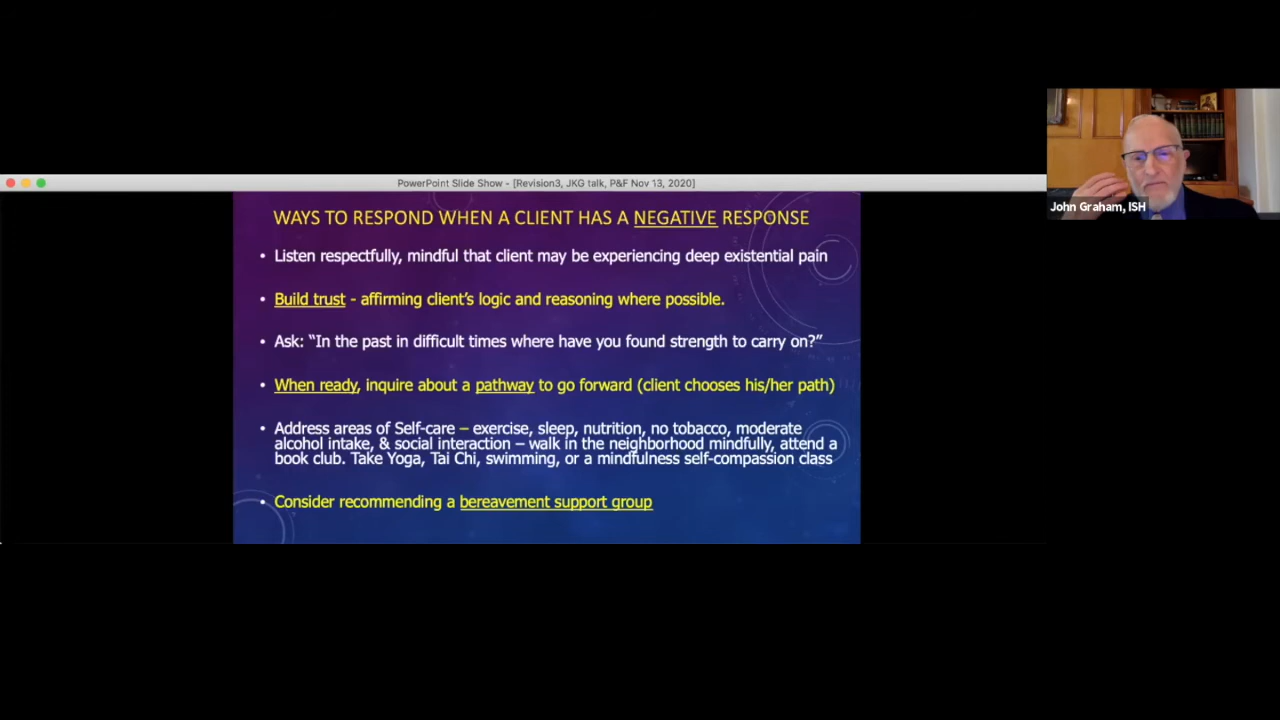 PowerPoint Slide Show - [Revision3, JKG talk, P&F Nov 13, 2020]
WAYS TO RESPOND WHEN A CLIENT HAS A NEGATIVE RESPONSE
• Listen respectfully, mindful that client may be experiencing deep existential pain
• Build trust - affirming client's logic and reasoning where possible.
• Ask: “In the past in difficult times where have you found strength to carry on?”
• When ready, inquire about a pathway to go forward (client chooses his/her path)
• Address areas of Self-care – exercise, sleep, nutrition, no tobacco, moderate
alcohol intake, & social interaction – walk in the neighborhood mindfully, attend a
book club. Take Yoga, Tai Chi, swimming, or a mindfulness self-compassion class
• Consider recommending a bereavement support group
John Graham, ISH